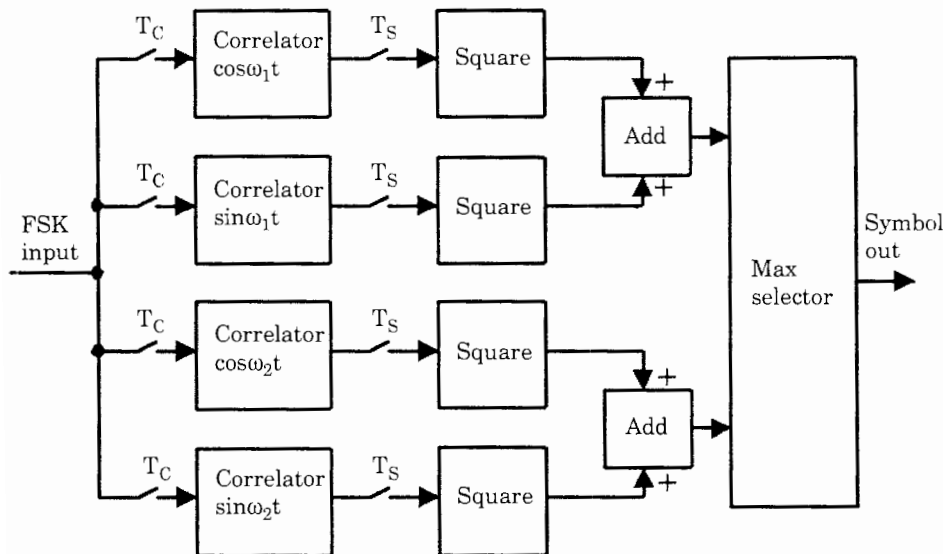 T_C
Correlator
cosω₁t
T_S
Square
+
Add
+
T_C
Correlator
sinω₁t
T_S
Square
FSK
input
Symbol
out
Max
selector
T_C
Correlator
cosω₂t
T_S
Square
+
Add
+
T_C
Correlator
sinω₂t
T_S
Square